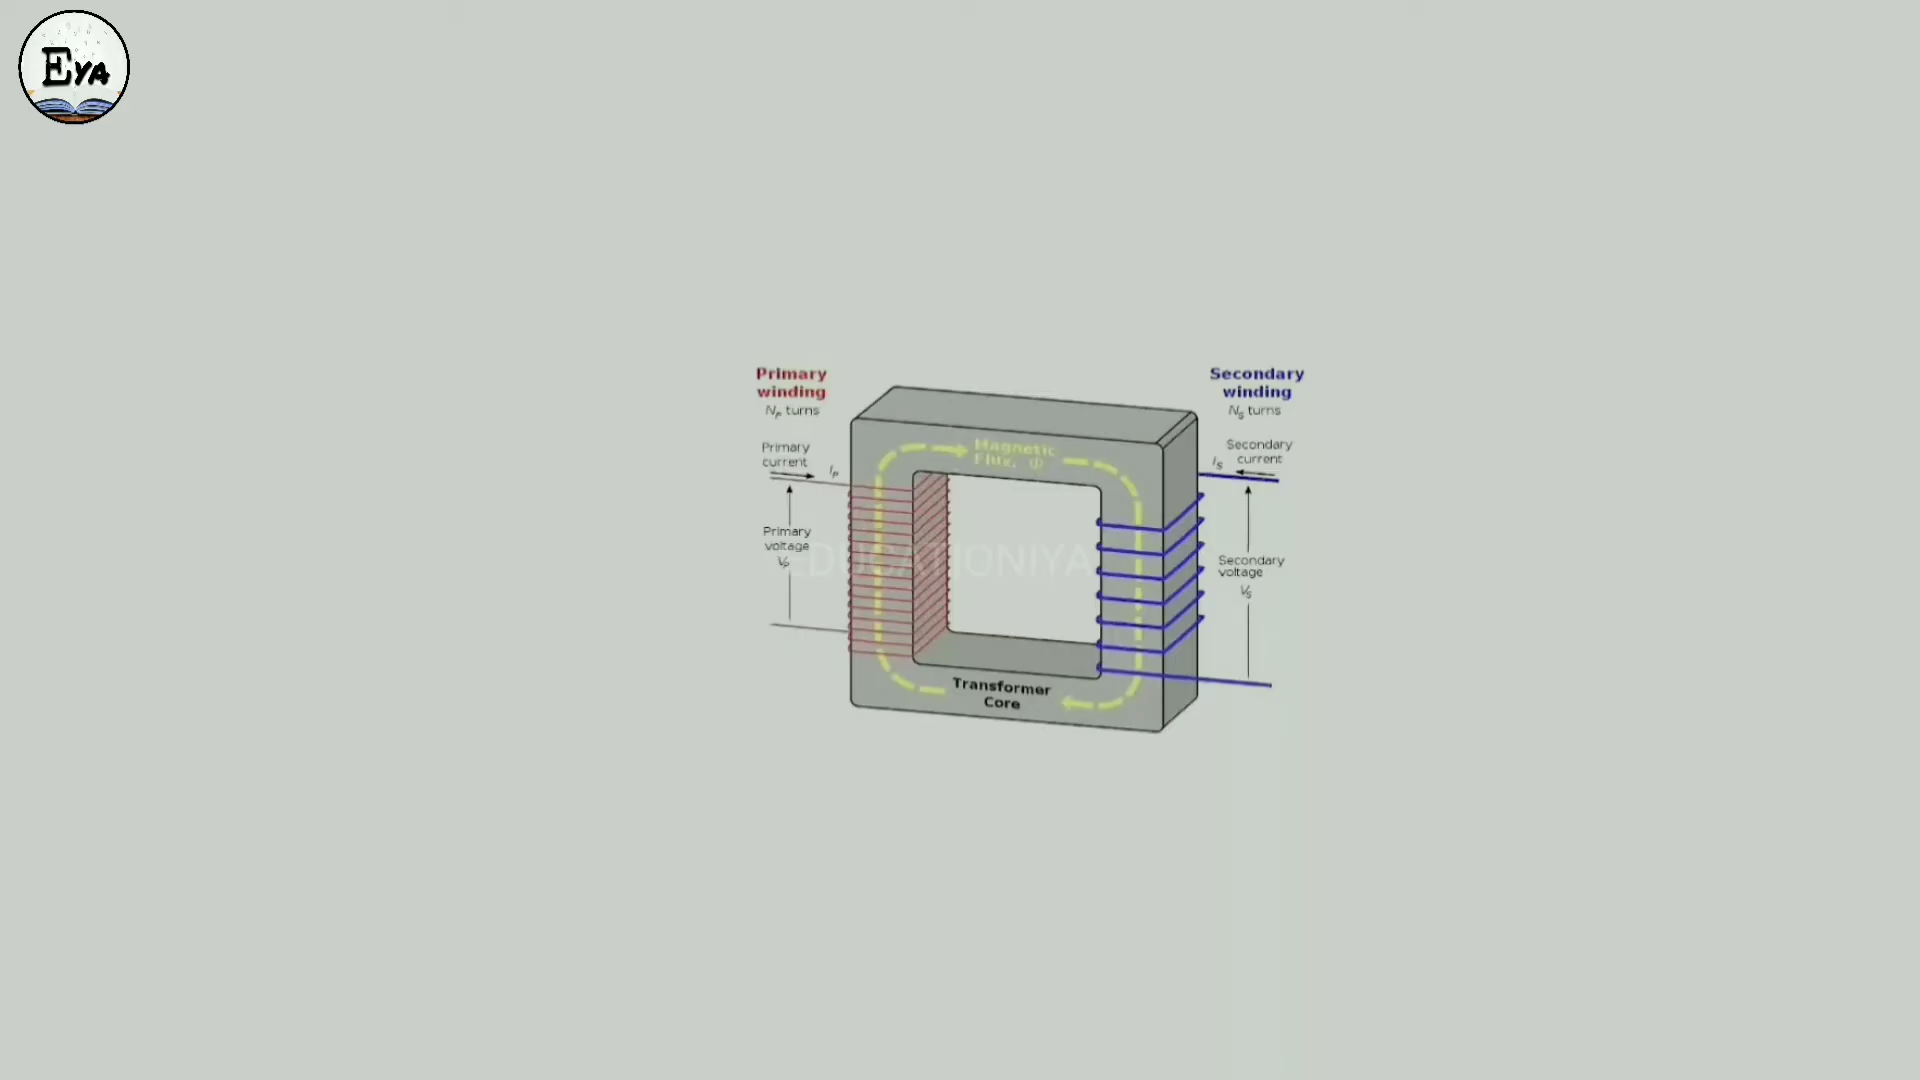 EYA
Primary
winding
Nₚ turns
Primary
current
Iₚ
Primary
voltage
Vₚ
Magnetic
Flux, Φ
Transformer
Core
Secondary
winding
Nₛ turns
Secondary
current
Iₛ
Secondary
voltage
Vₛ
EDUCATIONIYA